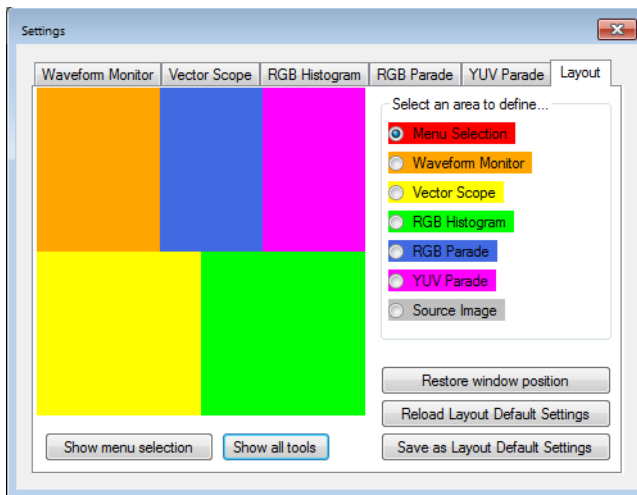 Settings
Waveform Monitor Vector Scope RGB Histogram RGB Parade YUV Parade Layout
Select an area to define...
Menu Selection
Waveform Monitor
Vector Scope
RGB Histogram
RGB Parade
YUV Parade
Source Image
Restore window position
Reload Layout Default Settings
Show menu selection Show all tools Save as Layout Default Settings